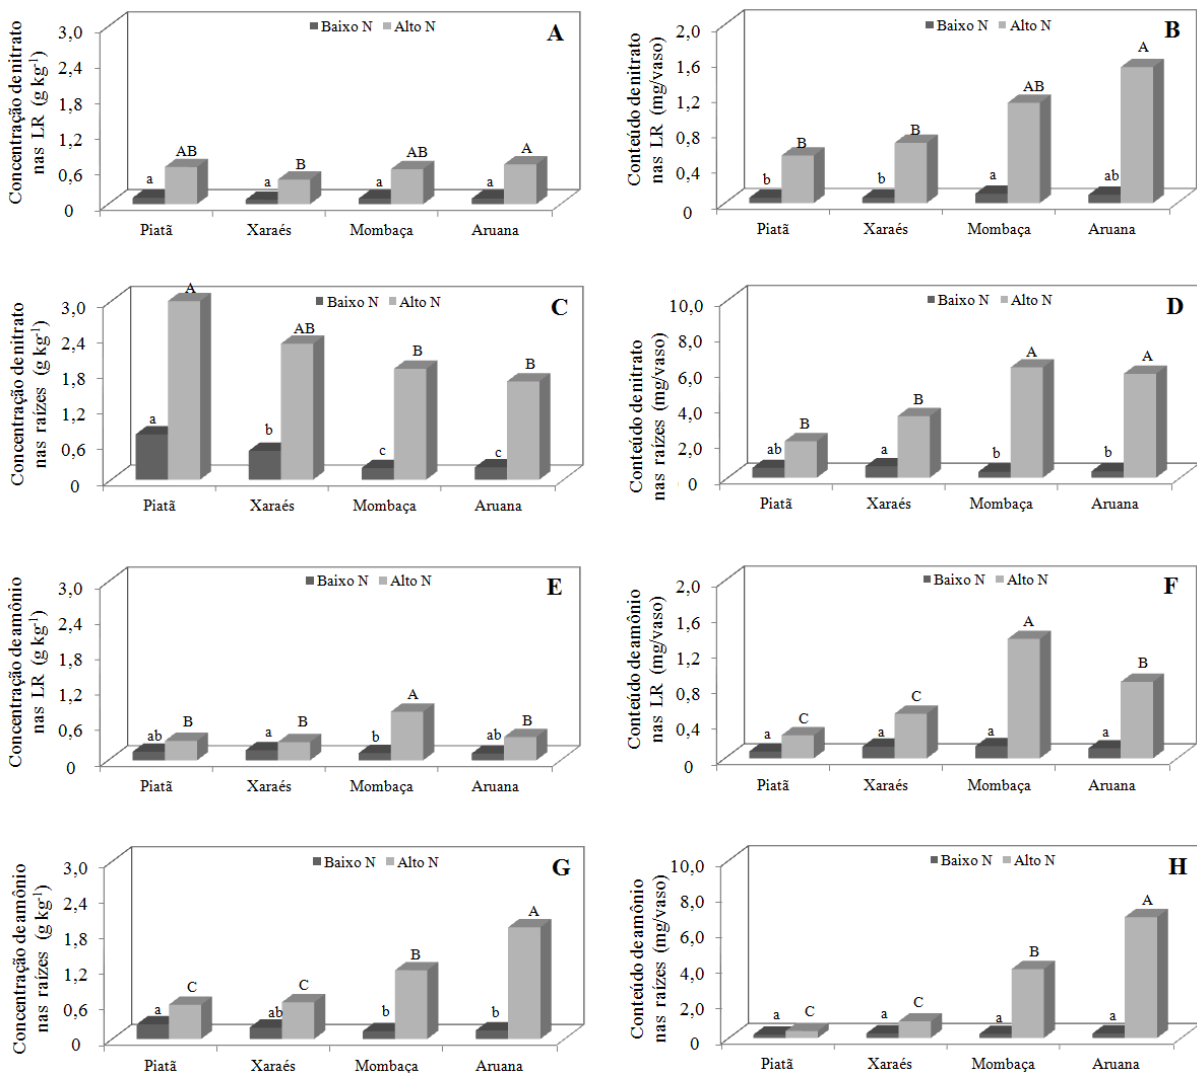 Concentração de nitrato
nas LR (g kg-1)
Baixo N Alto N
A
3,0
2,4
1,8
1,2
0,6
0
a AB a B a AB a A
Piatã Xaraés Mombaça Aruana
Conteúdo de nitrato
nas LR (mg/vaso)
Baixo N Alto N
B
2,0
1,6
1,2
0,8
0,4
0
b B b B a AB ab A
Piatã Xaraés Mombaça Aruana
Concentração de nitrato
nas raízes (g kg-1)
Baixo N Alto N
C
3,0
2,4
1,8
1,2
0,6
0
a A b AB c B c B
Piatã Xaraés Mombaça Aruana
Conteúdo de nitrato
nas raízes (mg/vaso)
Baixo N Alto N
D
10,0
8,0
6,0
4,0
2,0
0
ab B a B b A b A
Piatã Xaraés Mombaça Aruana
Concentração de amônio
nas LR (g kg-1)
Baixo N Alto N
E
3,0
2,4
1,8
1,2
0,6
0
ab B a B b A ab B
Piatã Xaraés Mombaça Aruana
Conteúdo de amônio
nas LR (mg/vaso)
Baixo N Alto N
F
2,0
1,6
1,2
0,8
0,4
0
a C a C a A a B
Piatã Xaraés Mombaça Aruana
Concentração de amônio
nas raízes (g kg-1)
Baixo N Alto N
G
3,0
2,4
1,8
1,2
0,6
0
a C ab C b B b A
Piatã Xaraés Mombaça Aruana
Conteúdo de amônio
nas raízes (mg/vaso)
Baixo N Alto N
H
10,0
8,0
6,0
4,0
2,0
0
a C a C a B a A
Piatã Xaraés Mombaça Aruana